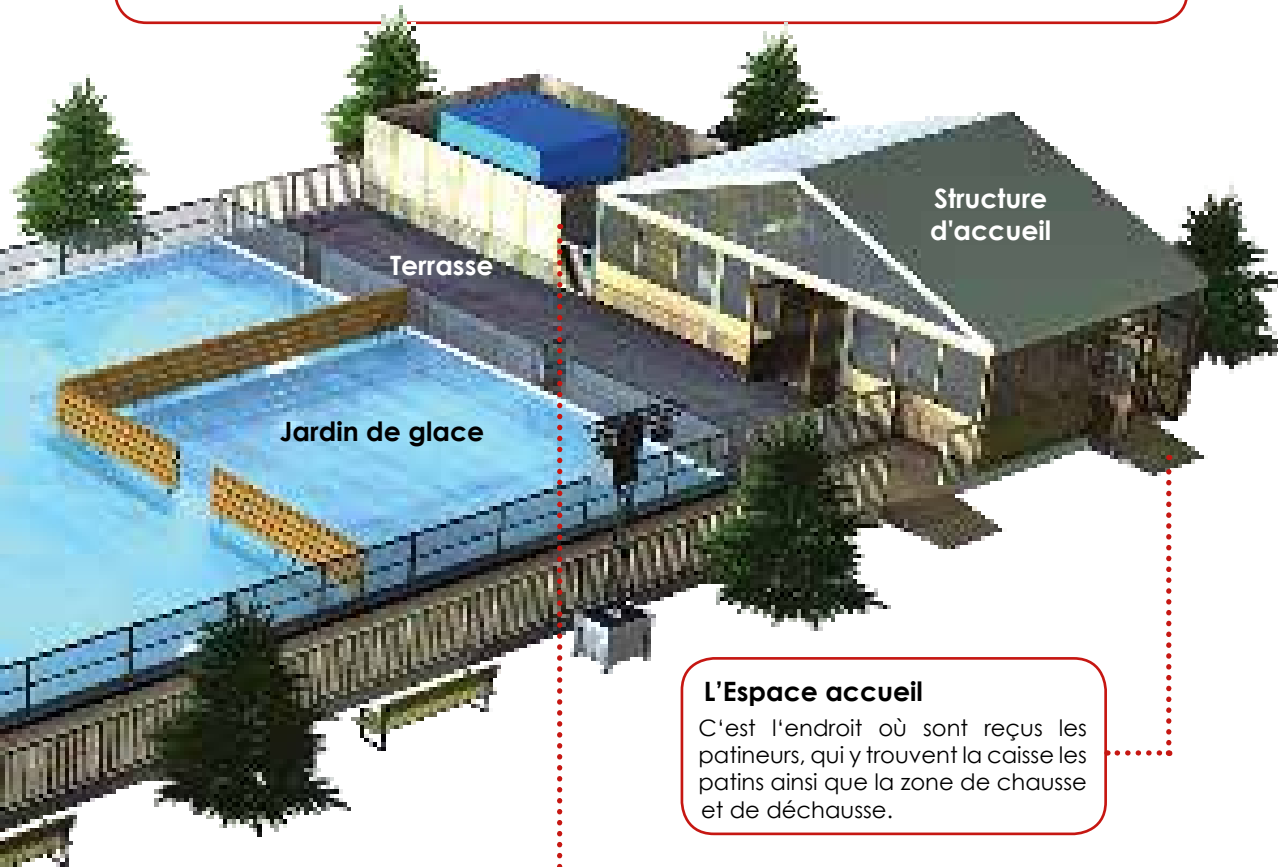 Structure
d'accueil
Terrasse
Jardin de glace
L’Espace accueil
C‘est l‘endroit où sont reçus les
patineurs, qui y trouvent la caisse les
patins ainsi que la zone de chausse
et de déchausse.